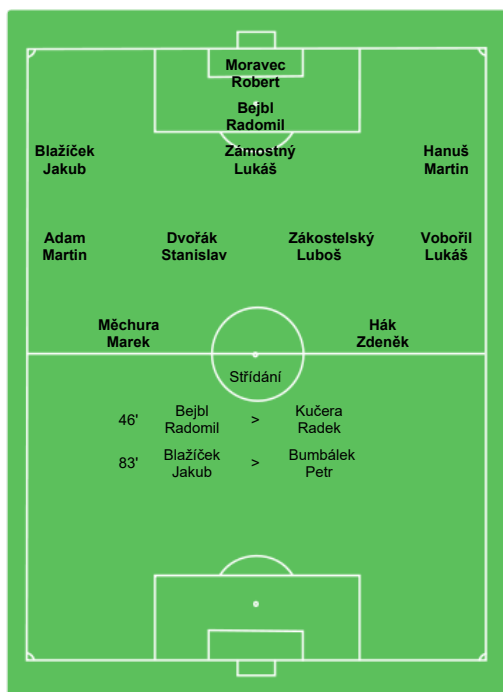 Moravec
Robert
Bejbl
Radomil
Blažíček
Jakub
Zámostný
Lukáš
Hanuš
Martin
Adam
Martin
Dvořák
Stanislav
Zákostelský
Luboš
Vobořil
Lukáš
Měchura
Marek
Hák
Zdeněk
Střídání
46' Bejbl Radomil > Kučera Radek
83' Blažíček Jakub > Bumbálek Petr